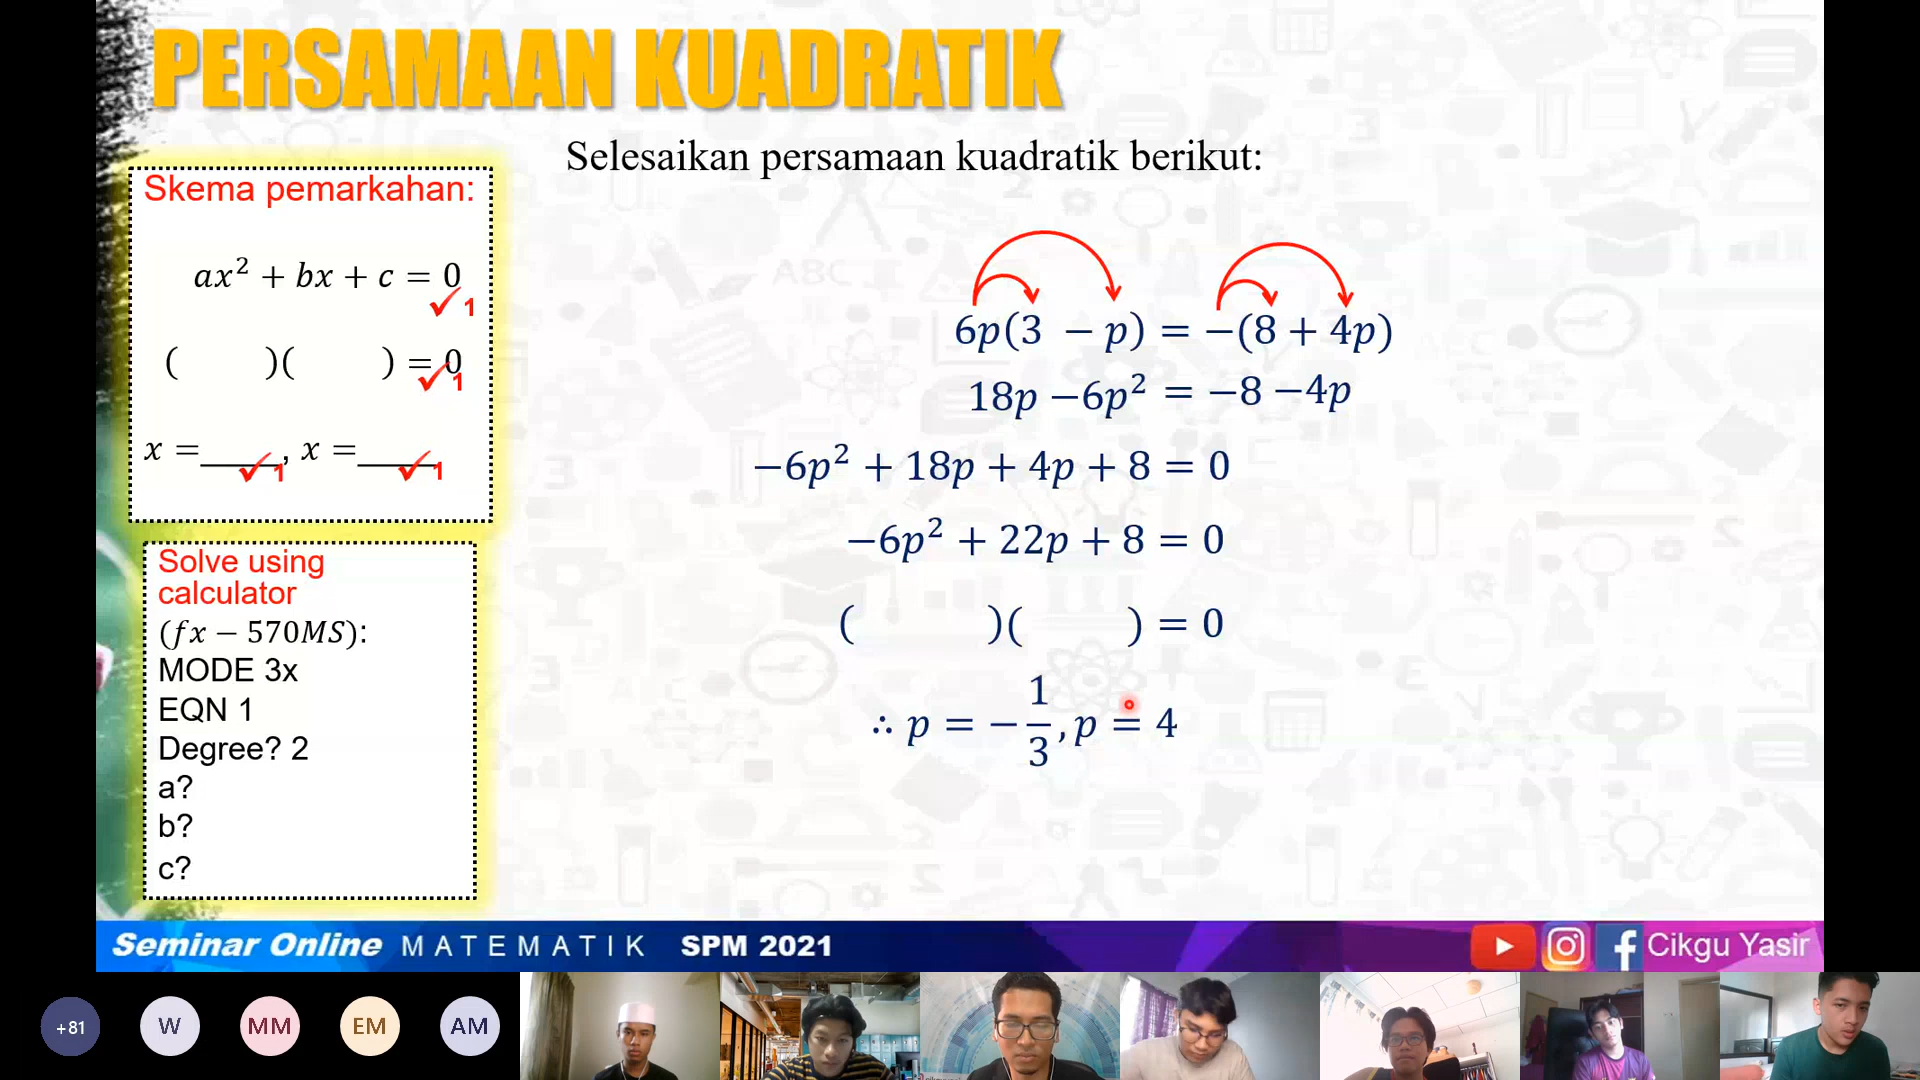 PERSAMAAN KUADRATIK
Selesaikan persamaan kuadratik berikut:
Skema pemarkahan:
ax² + bx + c = 0
✓1
( )( ) = 0
✓1
x =____, x =____
✓1 ✓1
Solve using
calculator
(fx − 570MS):
MODE 3x
EQN 1
Degree? 2
a?
b?
c?
6p(3 − p) = −(8 + 4p)
18p −6p² = −8 −4p
−6p² + 18p + 4p + 8 = 0
−6p² + 22p + 8 = 0
( )( ) = 0
∴ p = −1/3, p = 4
Seminar Online MATEMATIK SPM 2021
Cikgu Yasir
+81 W MM EM AM